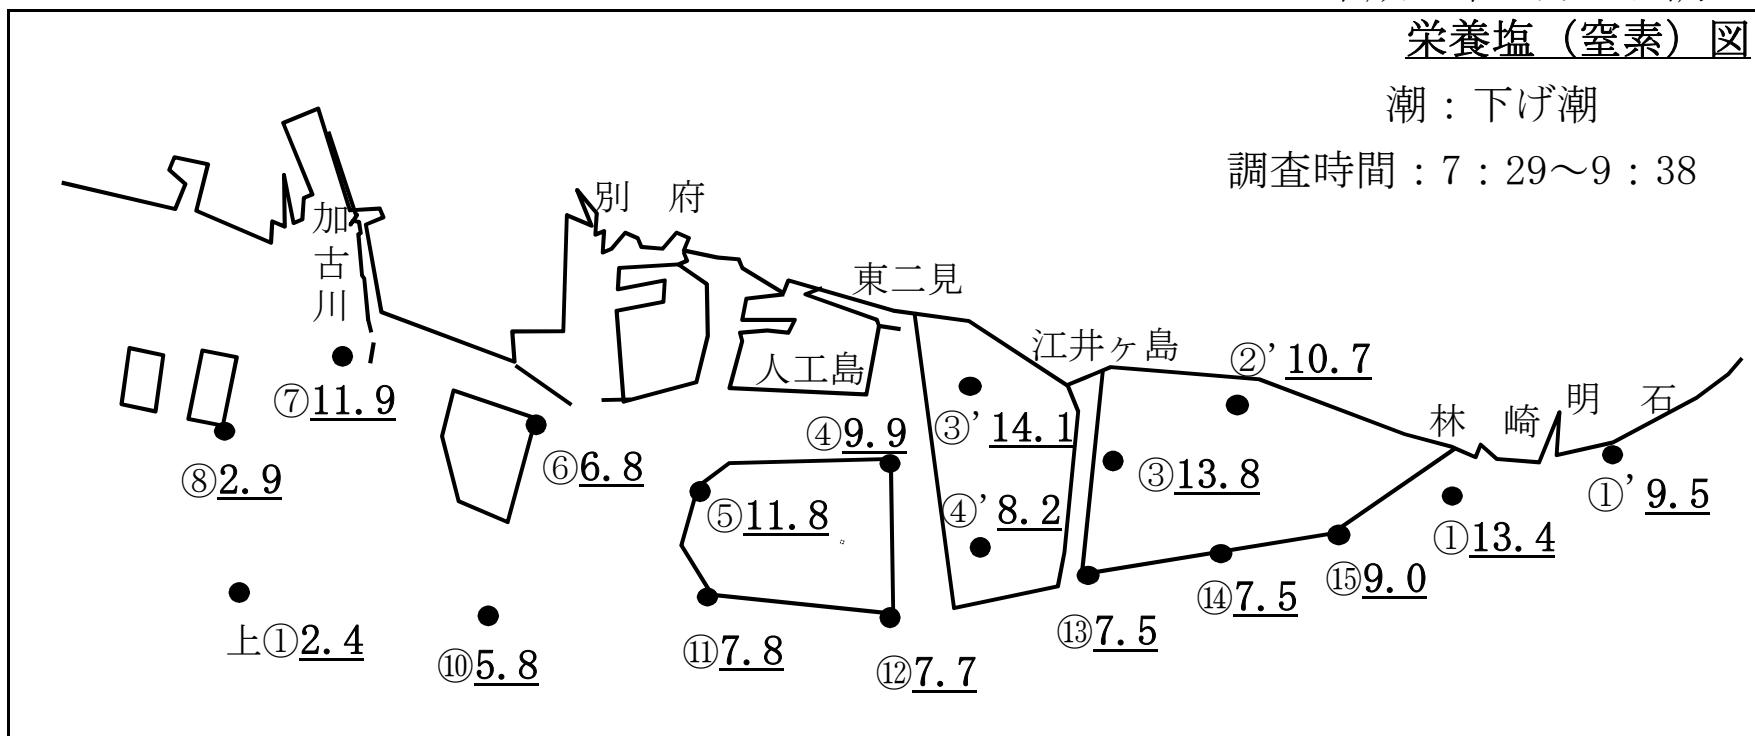 栄養塩（窒素）図
潮：下げ潮
調査時間：7：29～9：38
別 府
加古川
東二見
人工島
江井ヶ島
②’10.7
林 崎
明 石
⑦11.9
③’14.1
④9.9
⑥6.8
③13.8
⑧2.9
①’9.5
⑤11.8
④’8.2
①13.4
⑮9.0
⑭7.5
⑬7.5
上①2.4
⑩5.8
⑪7.8
⑫7.7